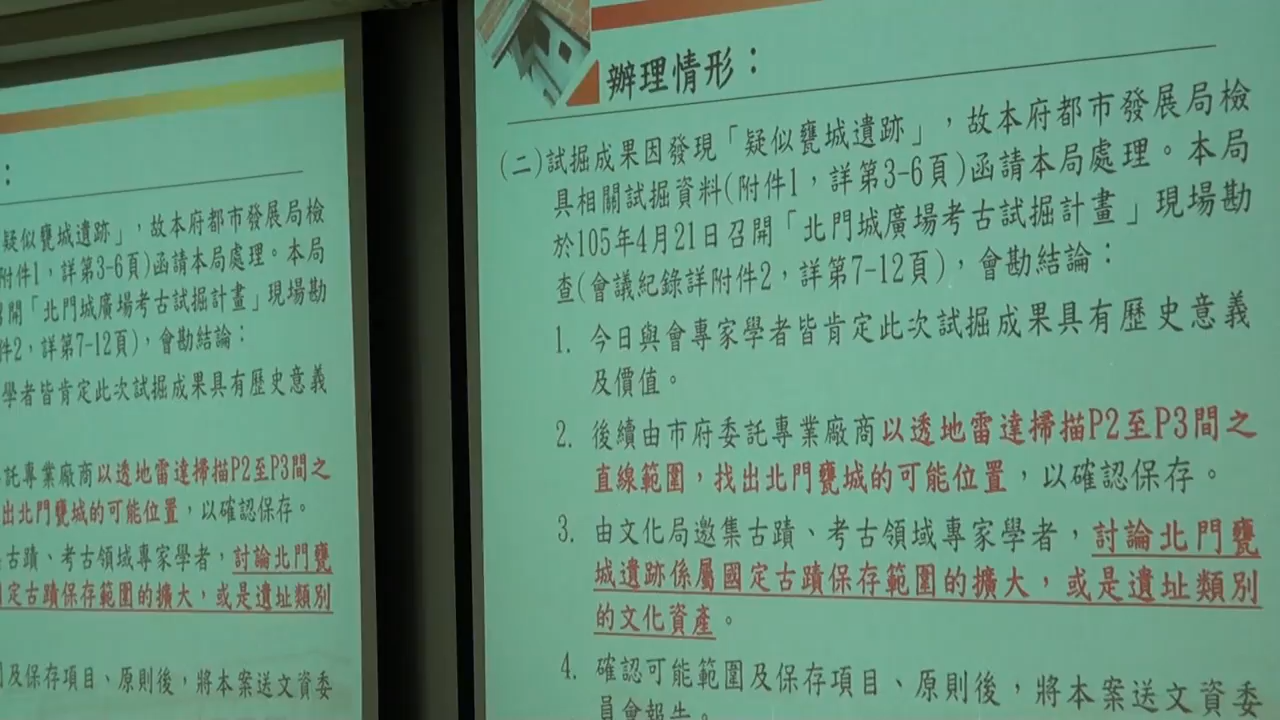 ：
疑似甕城遺跡」，故本府都市發展局檢
附件1，詳第3-6頁)函請本局處理。本局
開「北門城廣場考古試掘計畫」現場勘
件2，詳第7-12頁)，會勘結論：
學者皆肯定此次試掘成果具有歷史意義
託專業廠商以透地雷達掃描P2至P3間之
出北門甕城的可能位置，以確認保存。
古蹟、考古領域專家學者，討論北門甕
定古蹟保存範圍的擴大，或是遺址類別
及保存項目、原則後，將本案送文資委
辦理情形：
(二)試掘成果因發現「疑似甕城遺跡」，故本府都市發展局檢
具相關試掘資料(附件1，詳第3-6頁)函請本局處理。本局
於105年4月21日召開「北門城廣場考古試掘計畫」現場勘
查(會議紀錄詳附件2，詳第7-12頁)，會勘結論：
1. 今日與會專家學者皆肯定此次試掘成果具有歷史意義
及價值。
2. 後續由市府委託專業廠商以透地雷達掃描P2至P3間之
直線範圍，找出北門甕城的可能位置，以確認保存。
3. 由文化局邀集古蹟、考古領域專家學者，討論北門甕
城遺跡係屬國定古蹟保存範圍的擴大，或是遺址類別
的文化資產。
4. 確認可能範圍及保存項目、原則後，將本案送文資委
員會報告。